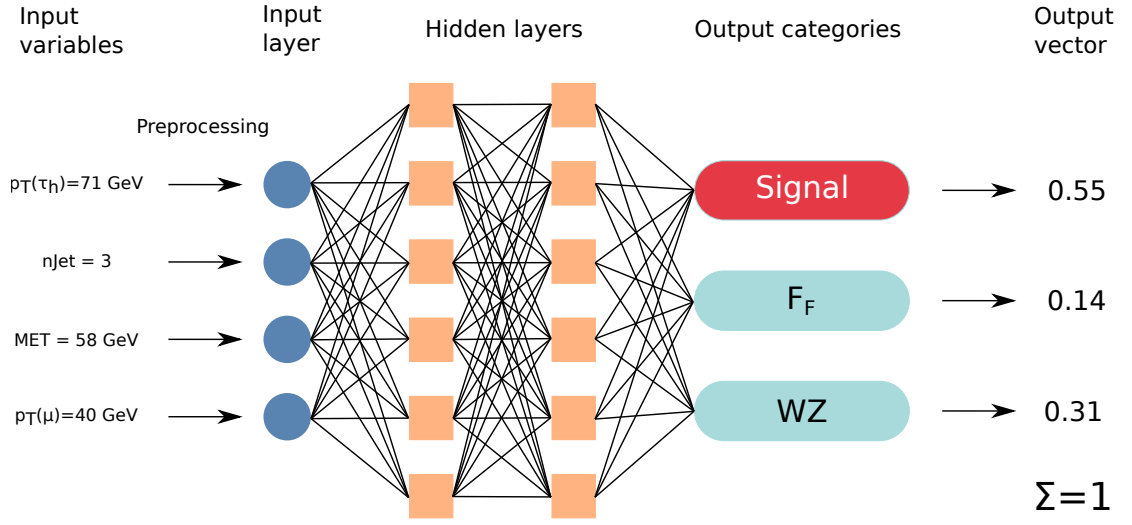 Input
variables
Input
layer
Hidden layers
Output categories
Output
vector
Preprocessing
pT(τh)=71 GeV
nJet = 3
MET = 58 GeV
pT(μ)=40 GeV
Signal
FF
WZ
0.55
0.14
0.31
Σ=1